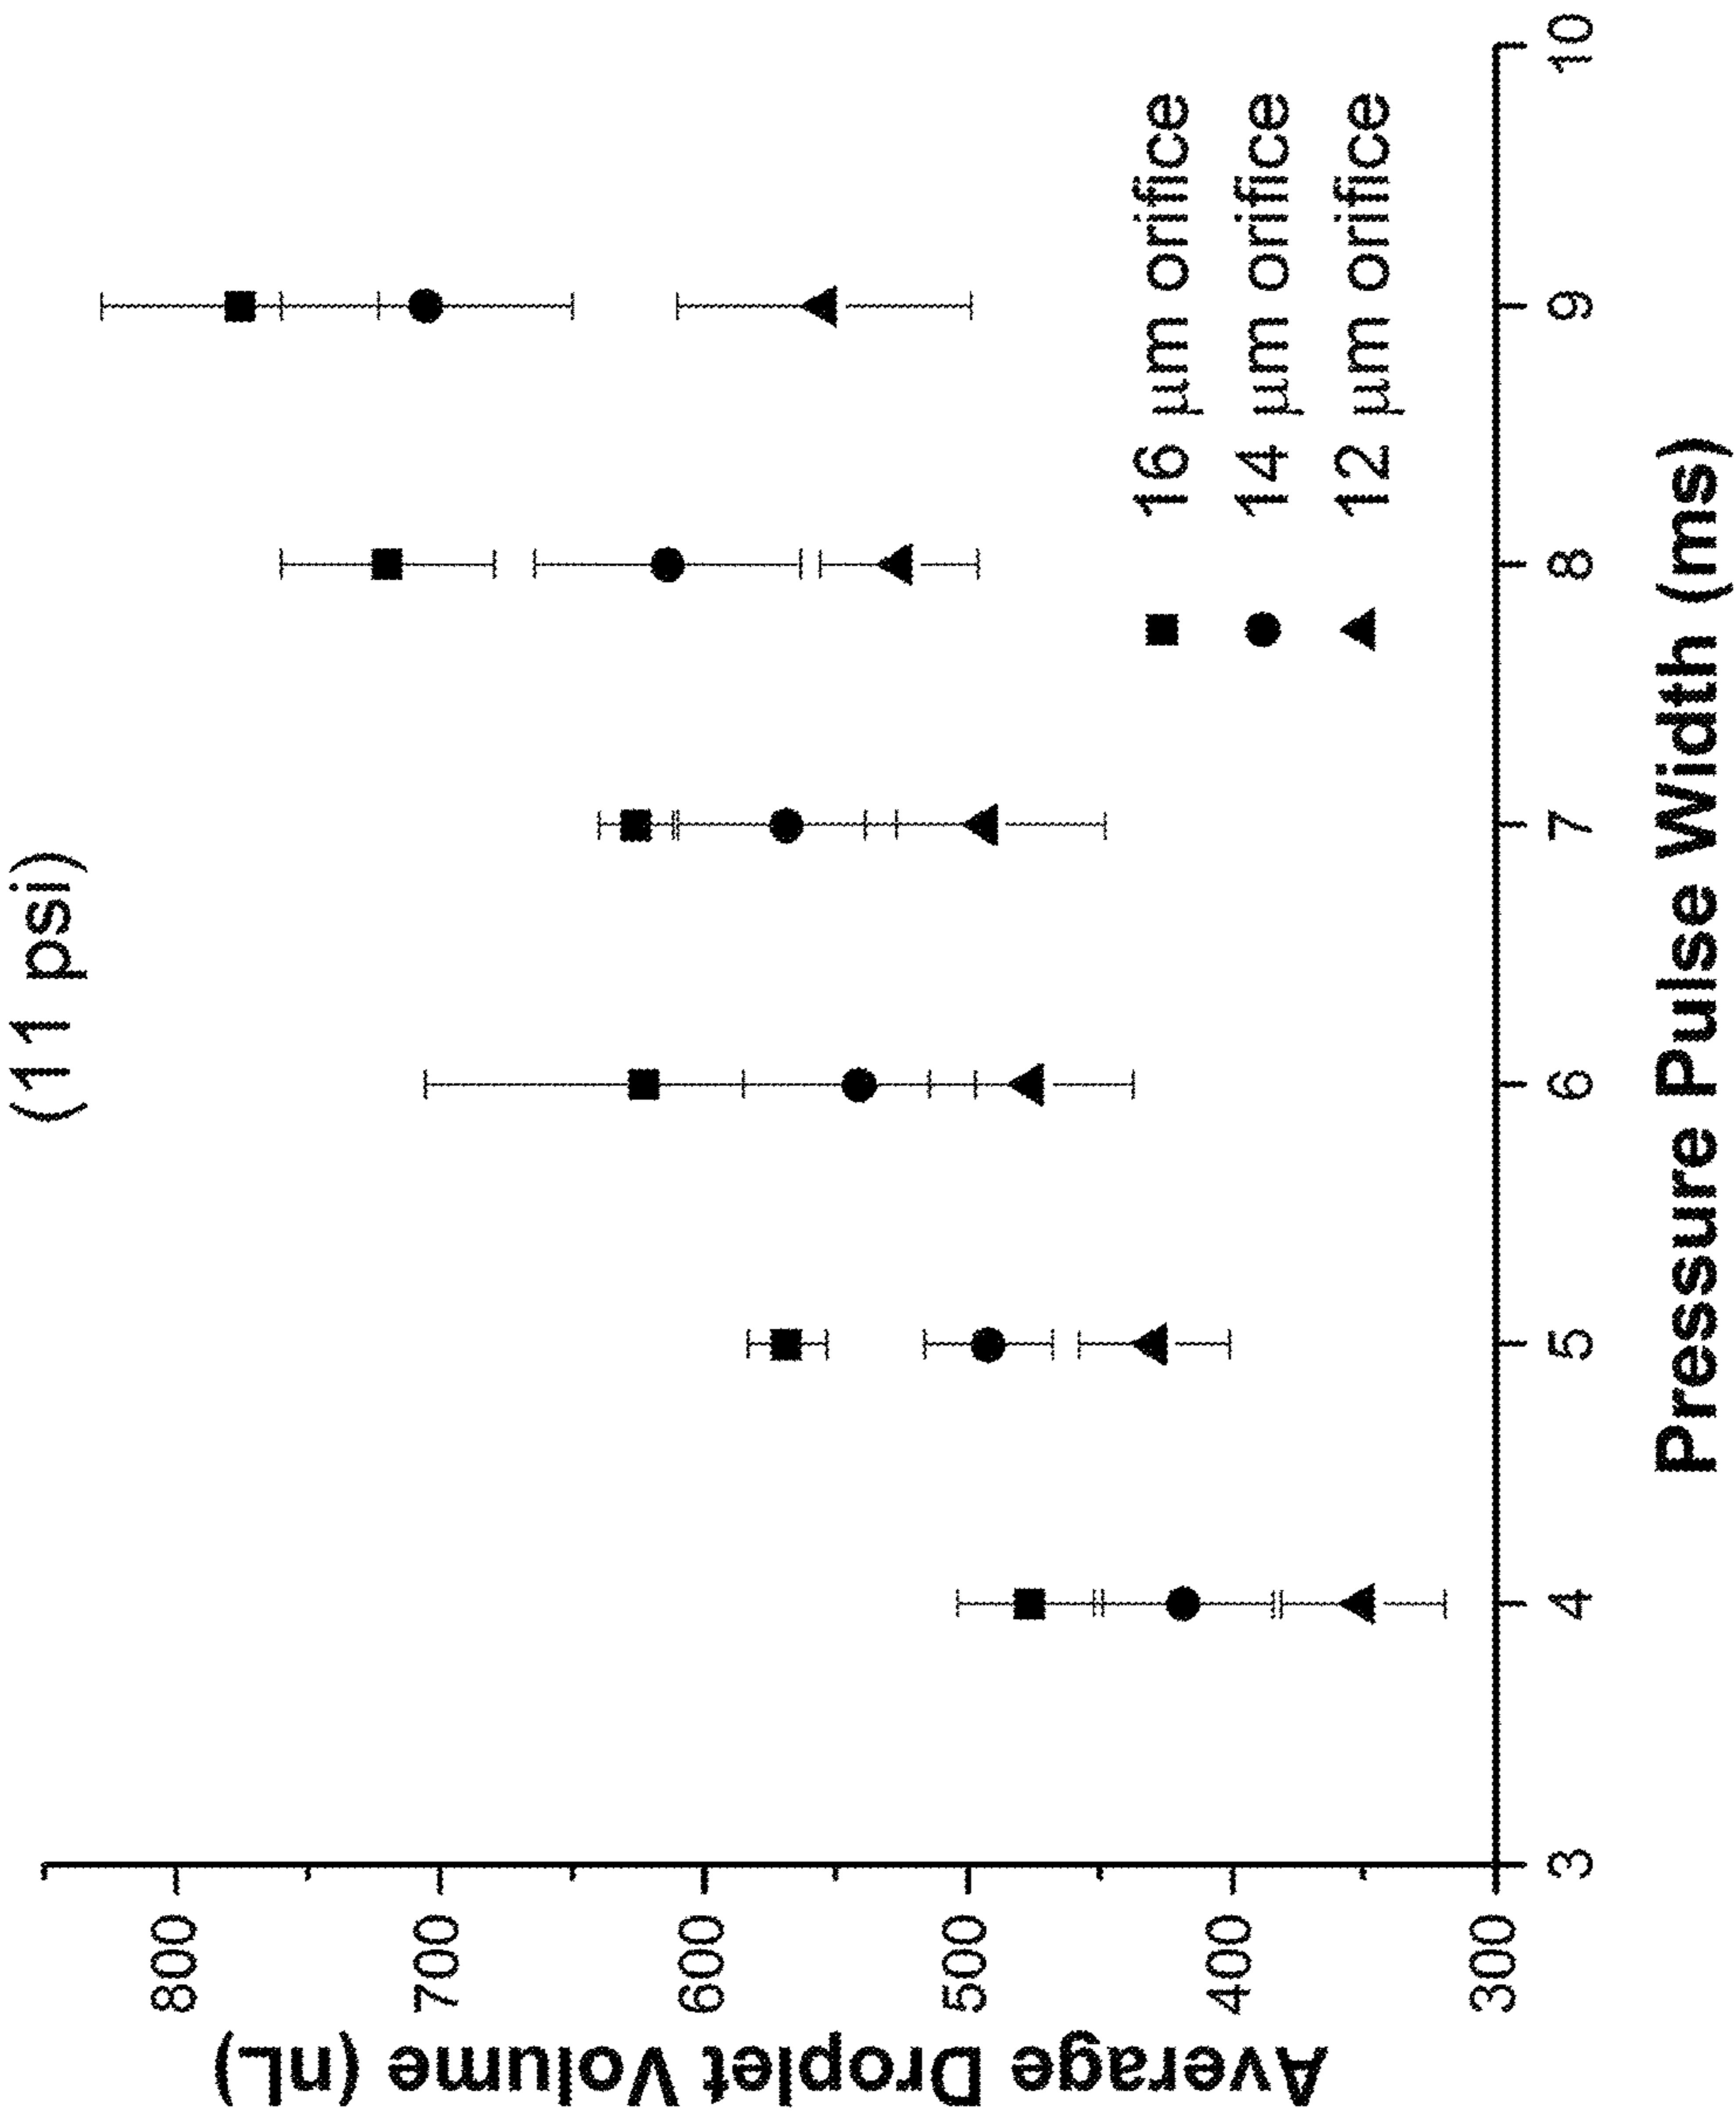 (11 psi)
Average Droplet Volume (nL)
800
700
600
500
400
300
16 µm orifice
14 µm orifice
12 µm orifice
3 4 5 6 7 8 9 10
Pressure Pulse Width (ms)